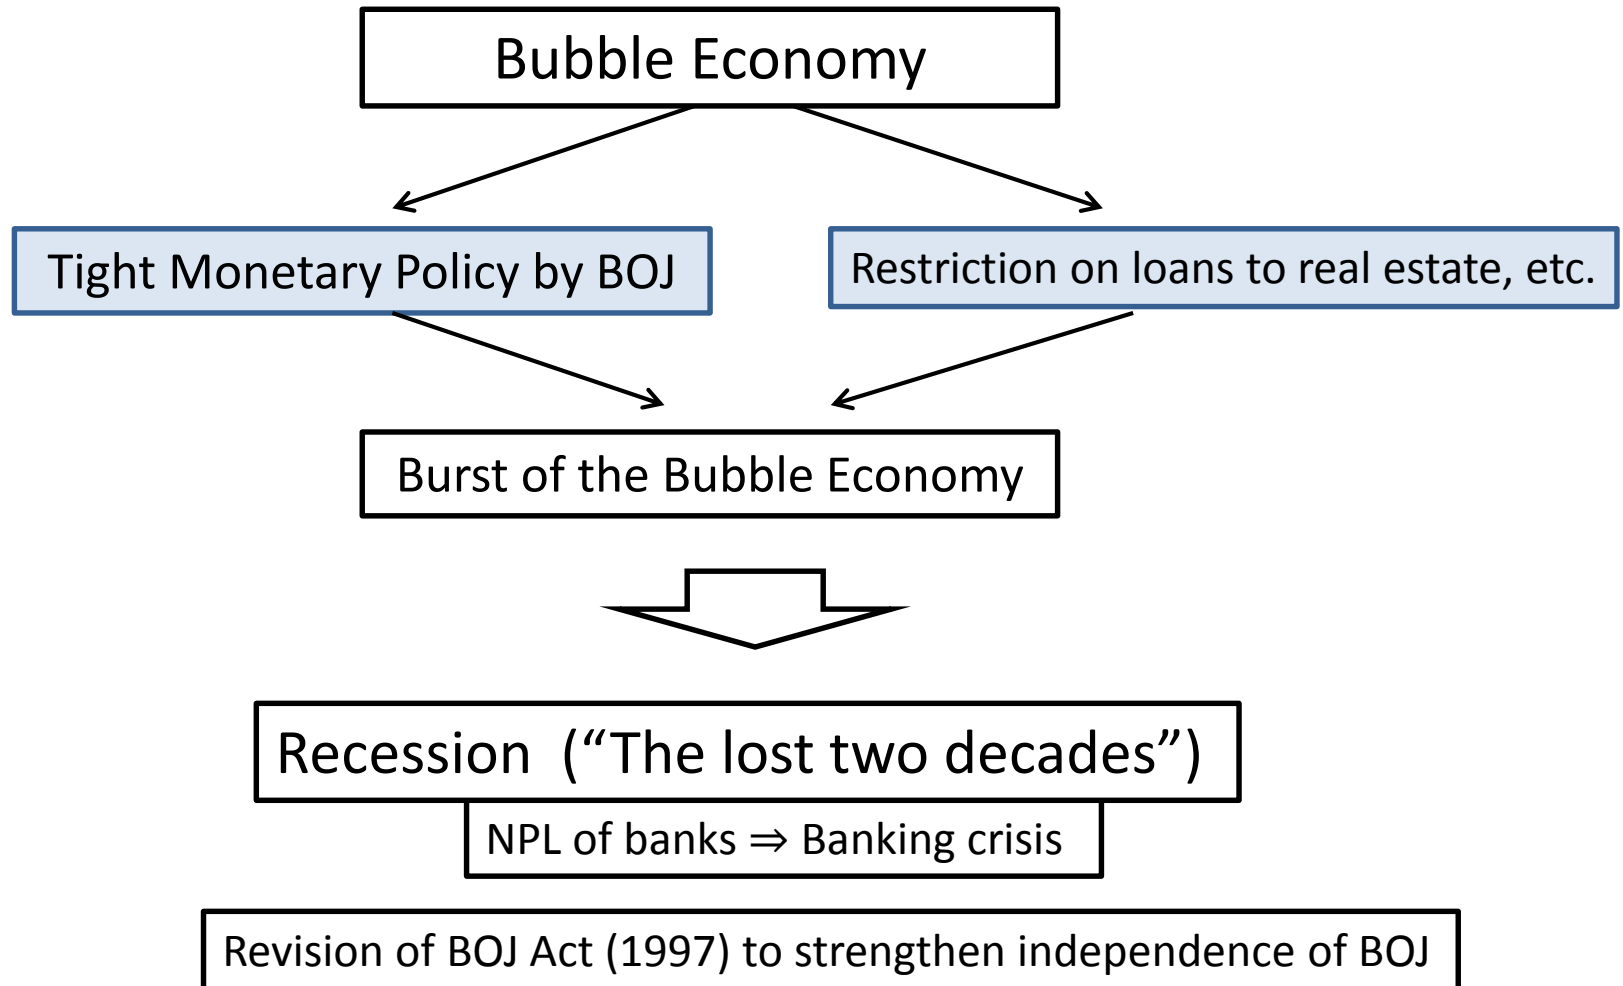 Bubble Economy
Tight Monetary Policy by BOJ
Restriction on loans to real estate, etc.
Burst of the Bubble Economy
Recession (“The lost two decades”)
NPL of banks ⇒ Banking crisis
Revision of BOJ Act (1997) to strengthen independence of BOJ